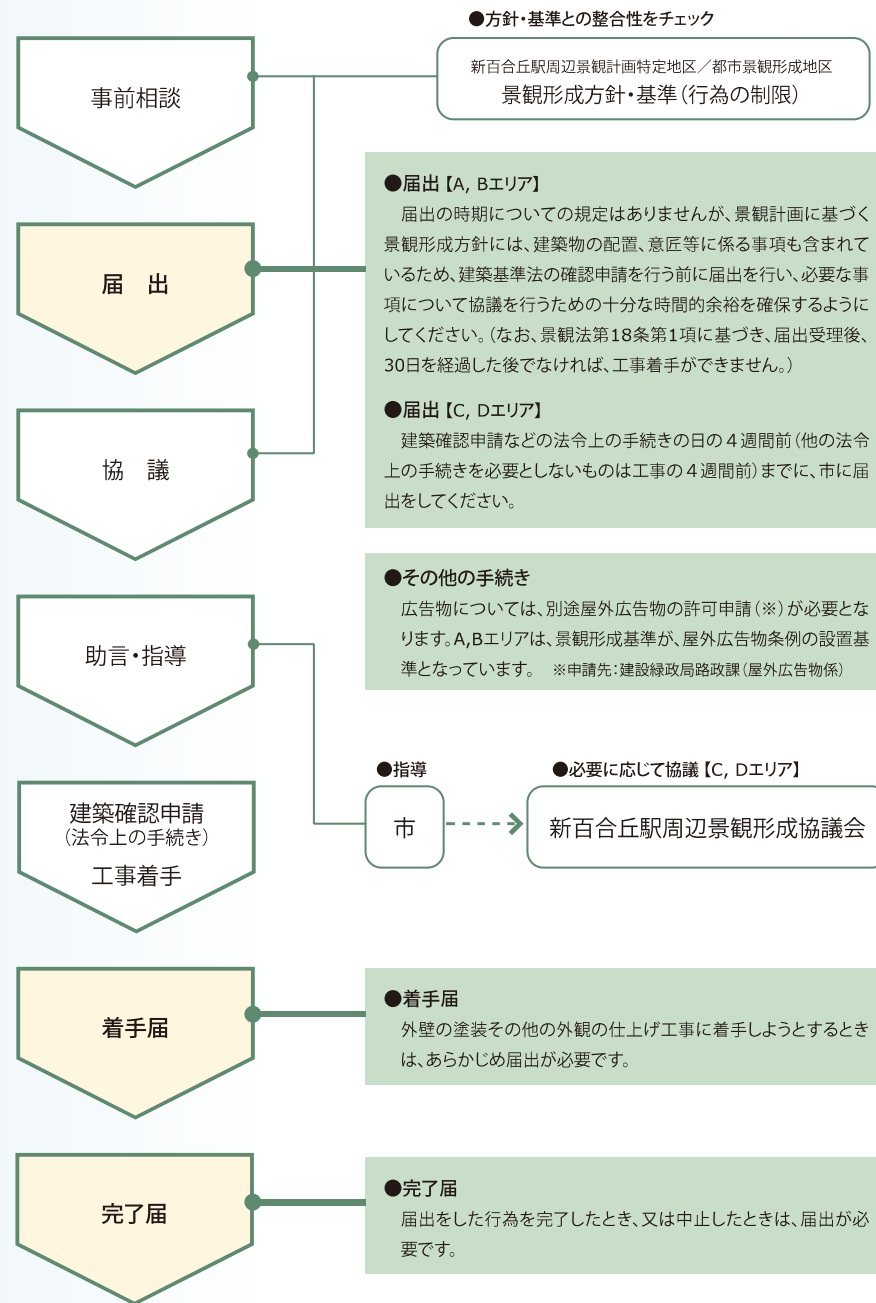 ●方針・基準との整合性をチェック
事前相談
新百合丘駅周辺景観計画特定地区／都市景観形成地区
景観形成方針・基準（行為の制限）
届　出
●届出【A, Bエリア】
届出の時期についての規定はありませんが、景観計画に基づく
景観形成方針には、建築物の配置、意匠等に係る事項も含まれて
いるため、建築基準法の確認申請を行う前に届出を行い、必要な事
項について協議を行うための十分な時間的余裕を確保するように
してください。（なお、景観法第18条第1項に基づき、届出受理後、
30日を経過した後でなければ、工事着手ができません。）
●届出【C, Dエリア】
建築確認申請などの法令上の手続きの日の４週間前（他の法令
上の手続きを必要としないものは工事の４週間前）までに、市に届
出をしてください。
協　議
●その他の手続き
広告物については、別途屋外広告物の許可申請（※）が必要とな
ります。A,Bエリアは、景観形成基準が、屋外広告物条例の設置基
準となっています。　※申請先：建設緑政局路政課（屋外広告物係）
助言・指導
●指導
市
●必要に応じて協議【C, Dエリア】
新百合丘駅周辺景観形成協議会
建築確認申請
（法令上の手続き）
工事着手
着手届
●着手届
外壁の塗装その他の外観の仕上げ工事に着手しようとするとき
は、あらかじめ届出が必要です。
完了届
●完了届
届出をした行為を完了したとき、又は中止したときは、届出が必
要です。